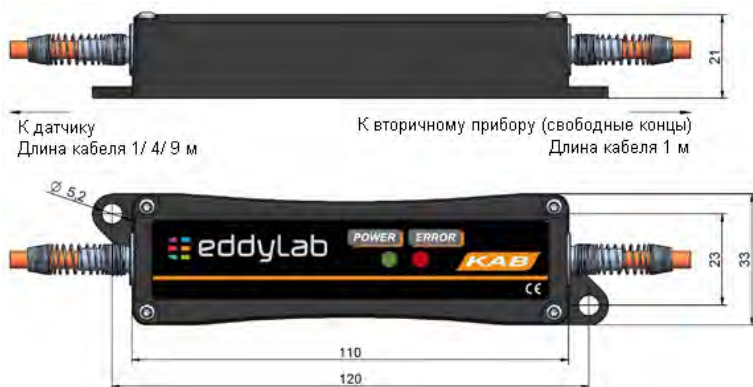 21
К датчику
Длина кабеля 1/ 4/ 9 м
К вторичному прибору (свободные концы)
Длина кабеля 1 м
Ø 5,2
eddyLab
POWER
ERROR
KAB
CE
23
33
110
120